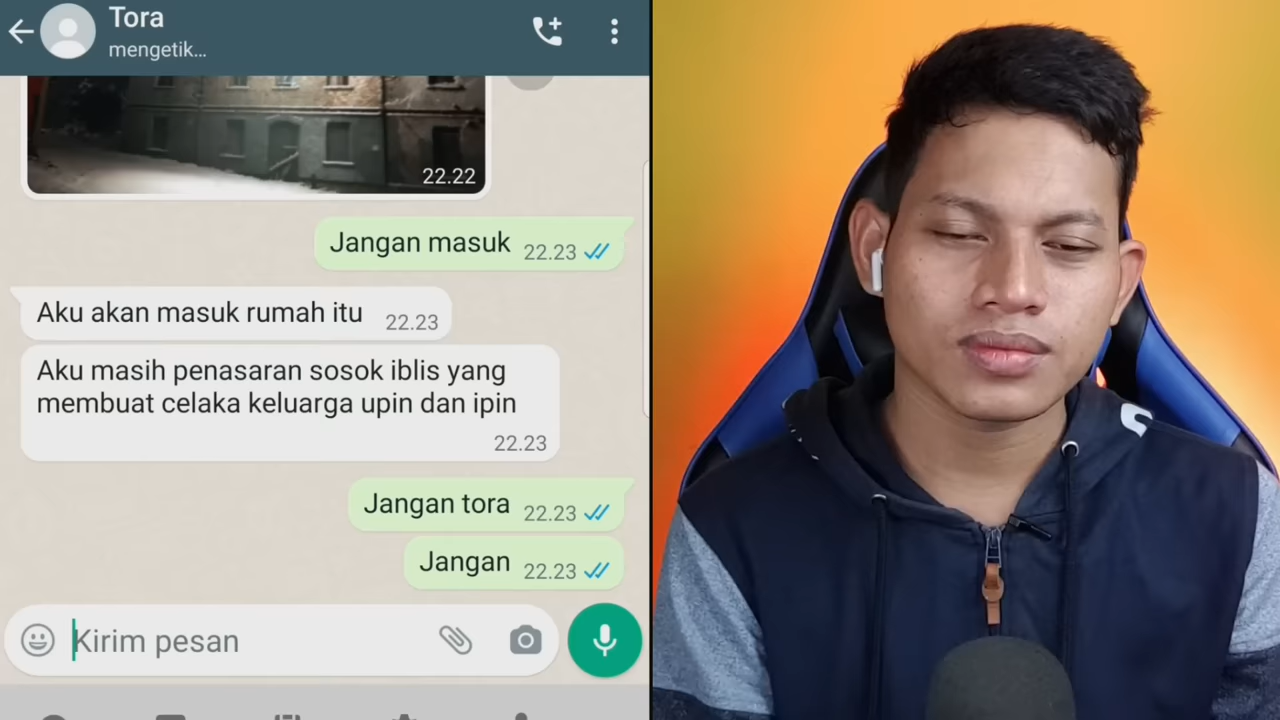 Tora
mengetik...
22.22
Jangan masuk 22.23
Aku akan masuk rumah itu 22.23
Aku masih penasaran sosok iblis yang
membuat celaka keluarga upin dan ipin
22.23
Jangan tora 22.23
Jangan 22.23
Kirim pesan